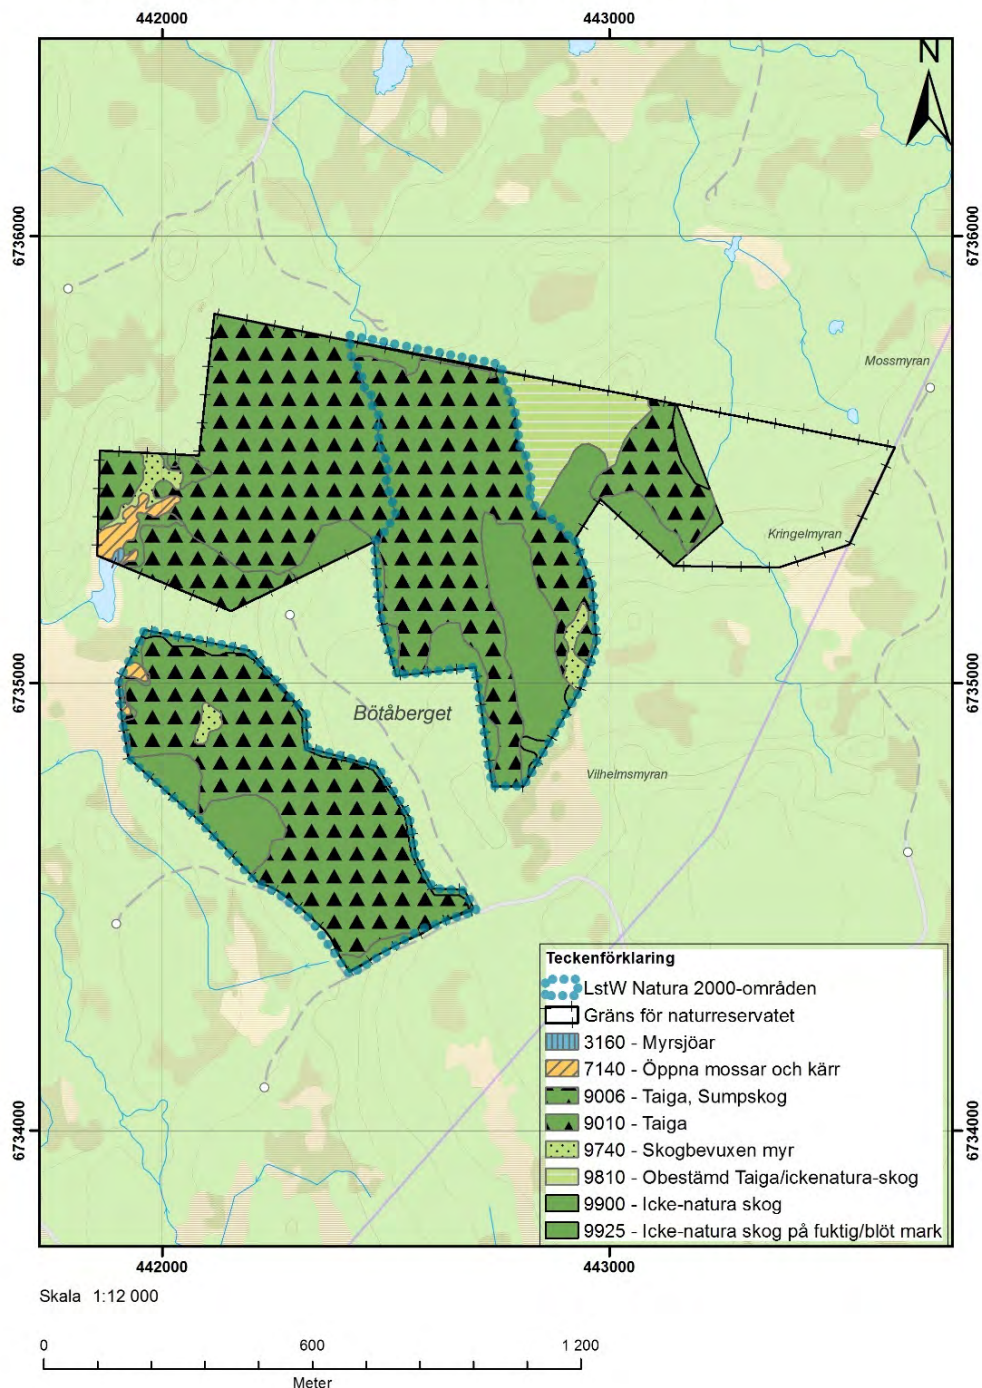 442000
443000
N
6736000
6736000
Mossmyran
Kringelmyran
6735000
6735000
Bötåberget
Vilhelmsmyran
Teckenförklaring
LstW Natura 2000-områden
Gräns för naturreservatet
3160 - Myrsjöar
7140 - Öppna mossar och kärr
9006 - Taiga, Sumpskog
9010 - Taiga
9740 - Skogbevuxen myr
9810 - Obestämd Taiga/ickenatura-skog
9900 - Icke-natura skog
9925 - Icke-natura skog på fuktig/blöt mark
6734000
6734000
442000
443000
Skala 1:12 000
0
600
1 200
Meter